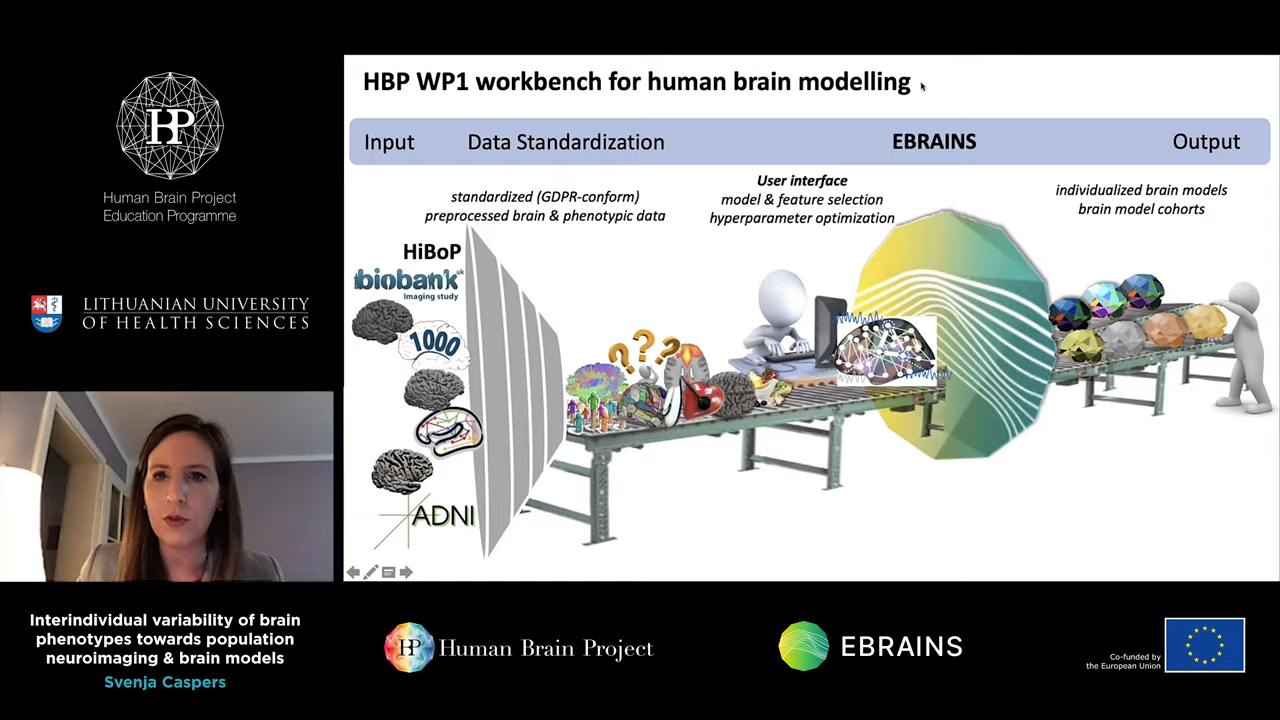 HBP
Human Brain Project
Education Programme
LITHUANIAN UNIVERSITY
OF HEALTH SCIENCES
HBP WP1 workbench for human brain modelling
Input
Data Standardization
EBRAINS
Output
standardized (GDPR-conform)
preprocessed brain & phenotypic data
User interface
model & feature selection
hyperparameter optimization
individualized brain models
brain model cohorts
HiBoP
biobank uk
Imaging study
1000
???
ADNI
Interindividual variability of brain
phenotypes towards population
neuroimaging & brain models
Svenja Caspers
HBP
Human Brain Project
EBRAINS
Co-funded by
the European Union